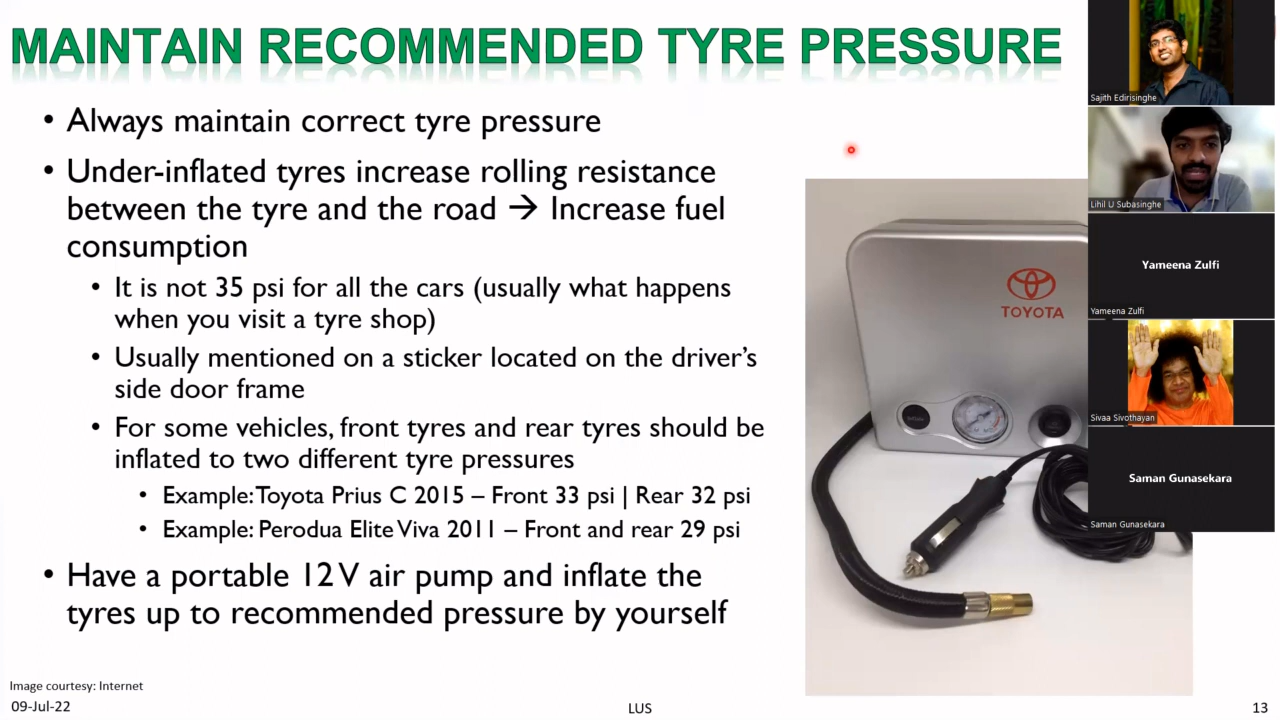 MAINTAIN RECOMMENDED TYRE PRESSURE
• Always maintain correct tyre pressure
• Under-inflated tyres increase rolling resistance
between the tyre and the road → Increase fuel
consumption
• It is not 35 psi for all the cars (usually what happens
when you visit a tyre shop)
• Usually mentioned on a sticker located on the driver's
side door frame
• For some vehicles, front tyres and rear tyres should be
inflated to two different tyre pressures
• Example: Toyota Prius C 2015 – Front 33 psi | Rear 32 psi
• Example: Perodua Elite Viva 2011 – Front and rear 29 psi
• Have a portable 12 V air pump and inflate the
tyres up to recommended pressure by yourself
TOYOTA
Image courtesy: Internet
09-Jul-22
LUS
13
Sajith Edirisinghe
Lihil U Subasinghe
Yameena Zulfi
Yameena Zulfi
Sivaa Sivothayan
Saman Gunasekara
Saman Gunasekara